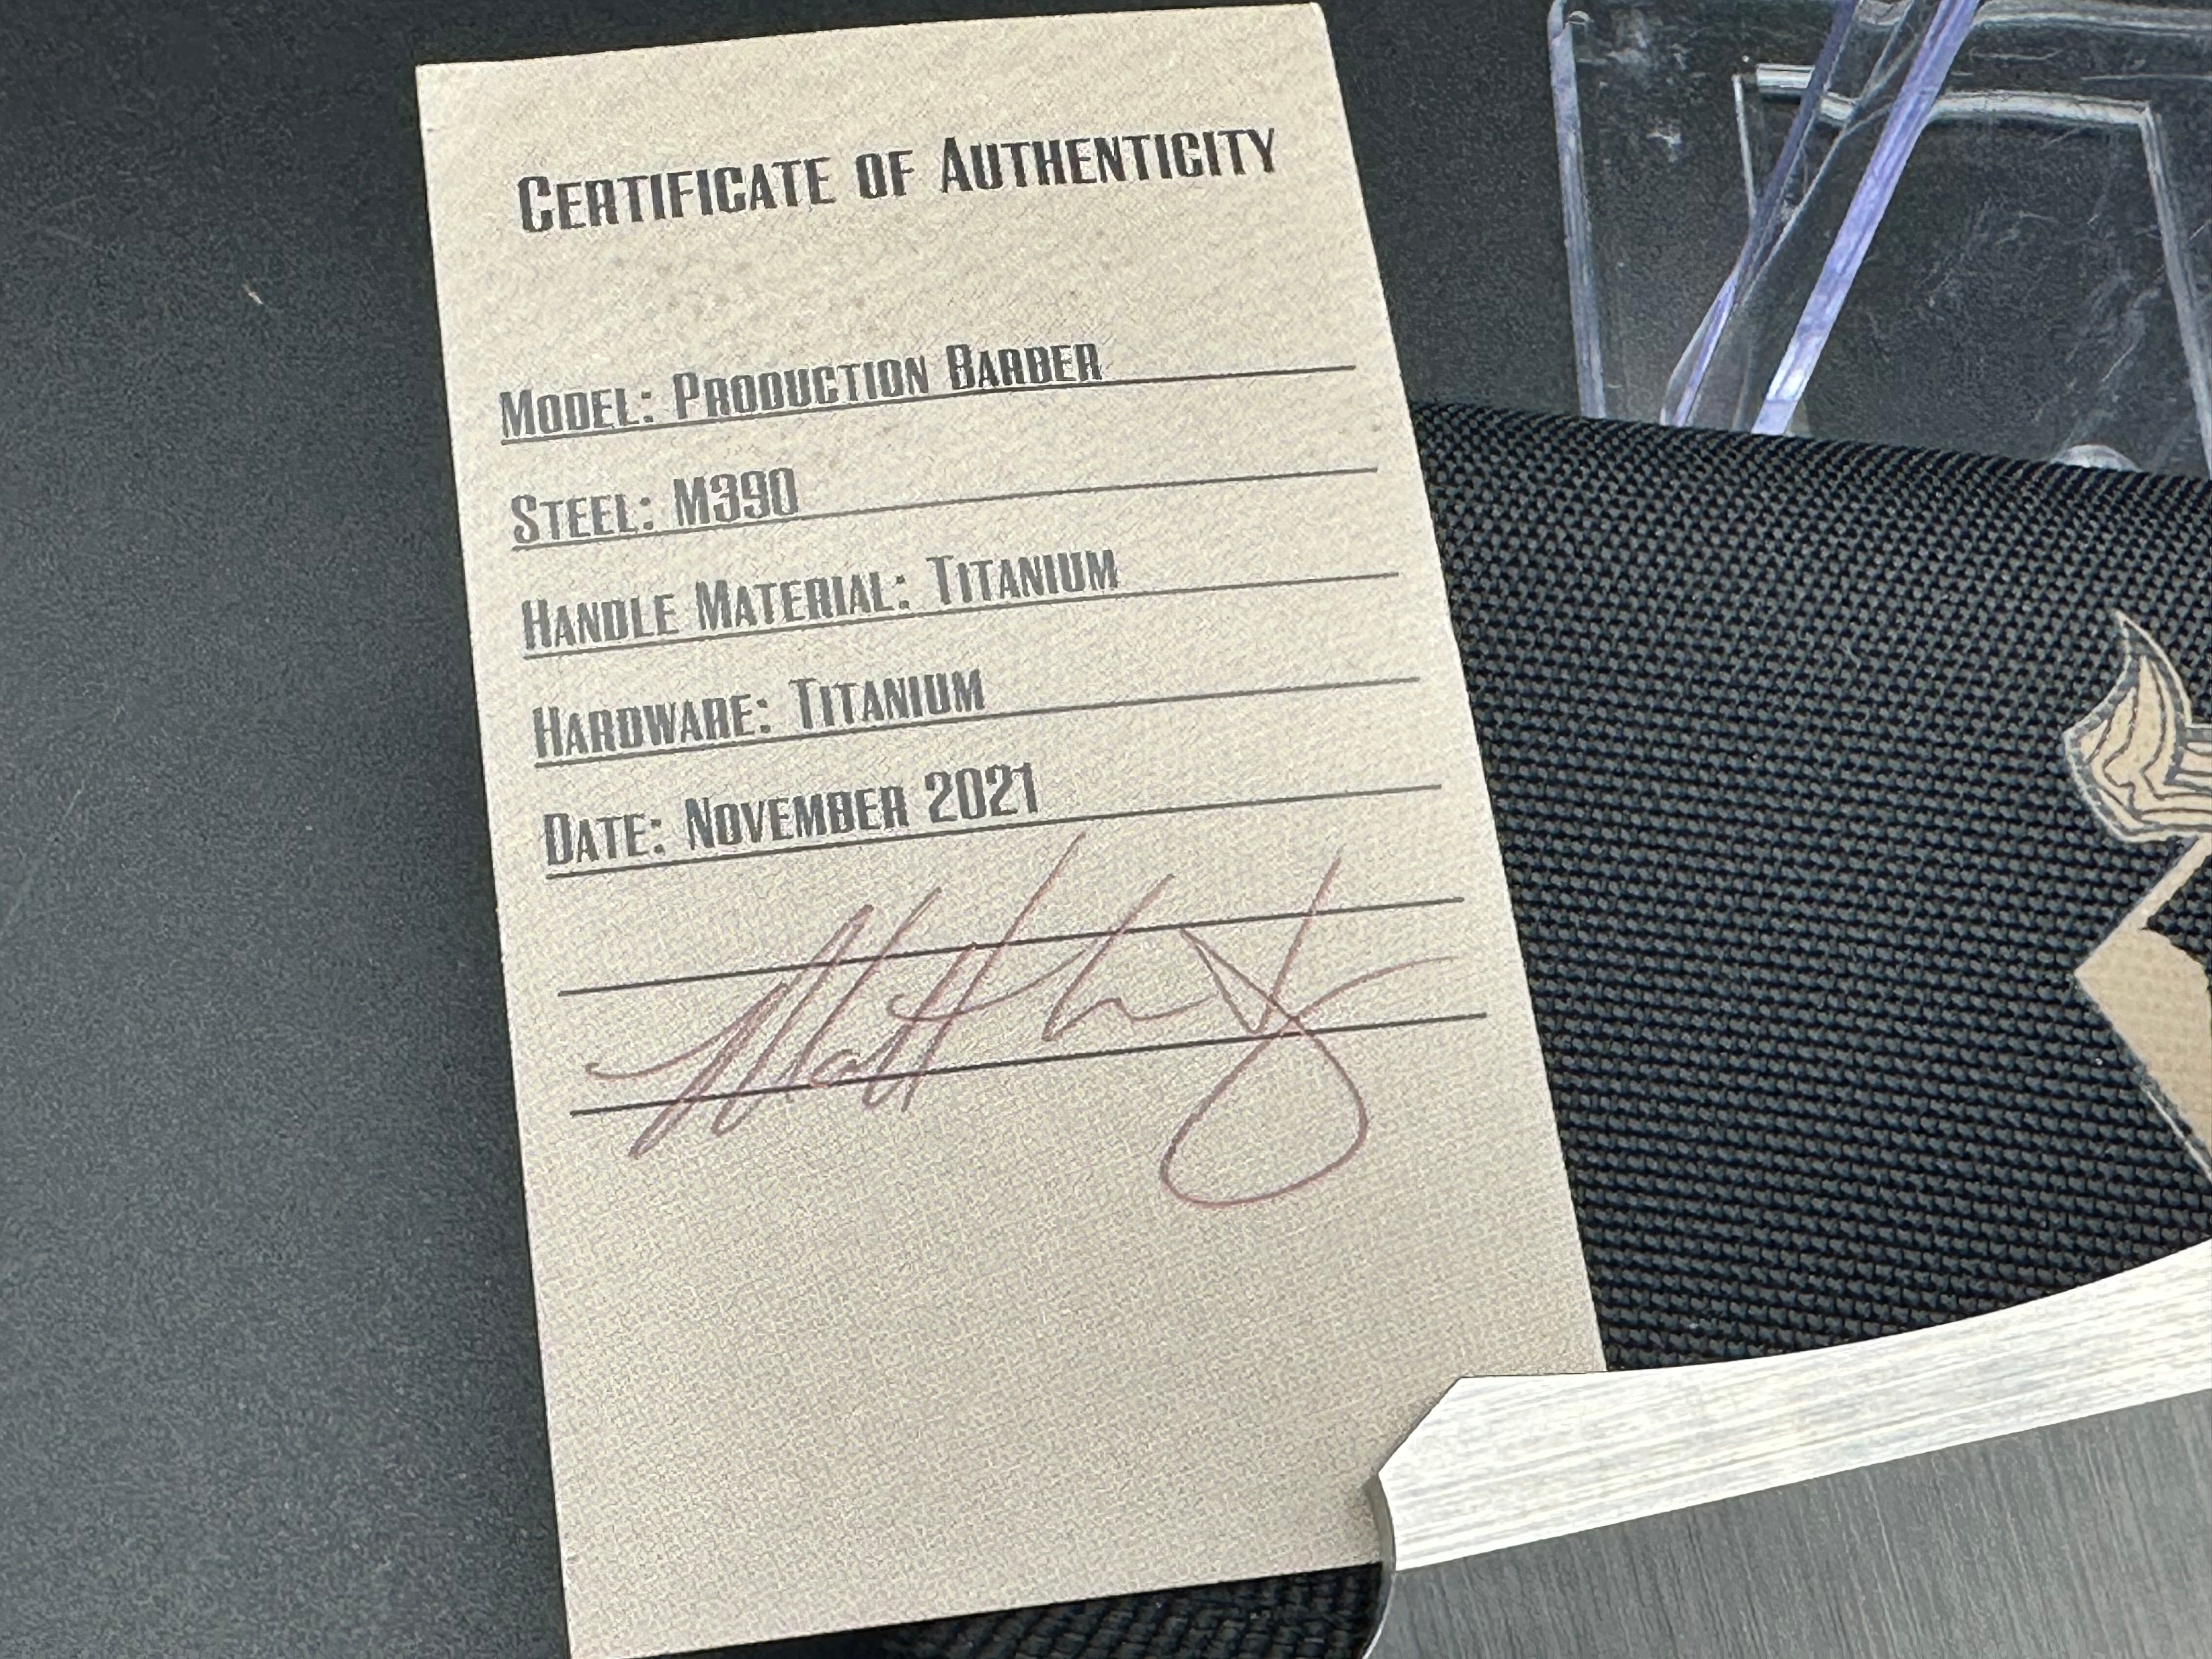 Certificate of Authenticity
Model: Production Barber
Steel: M390
Handle Material: Titanium
Hardware: Titanium
Date: November 2021